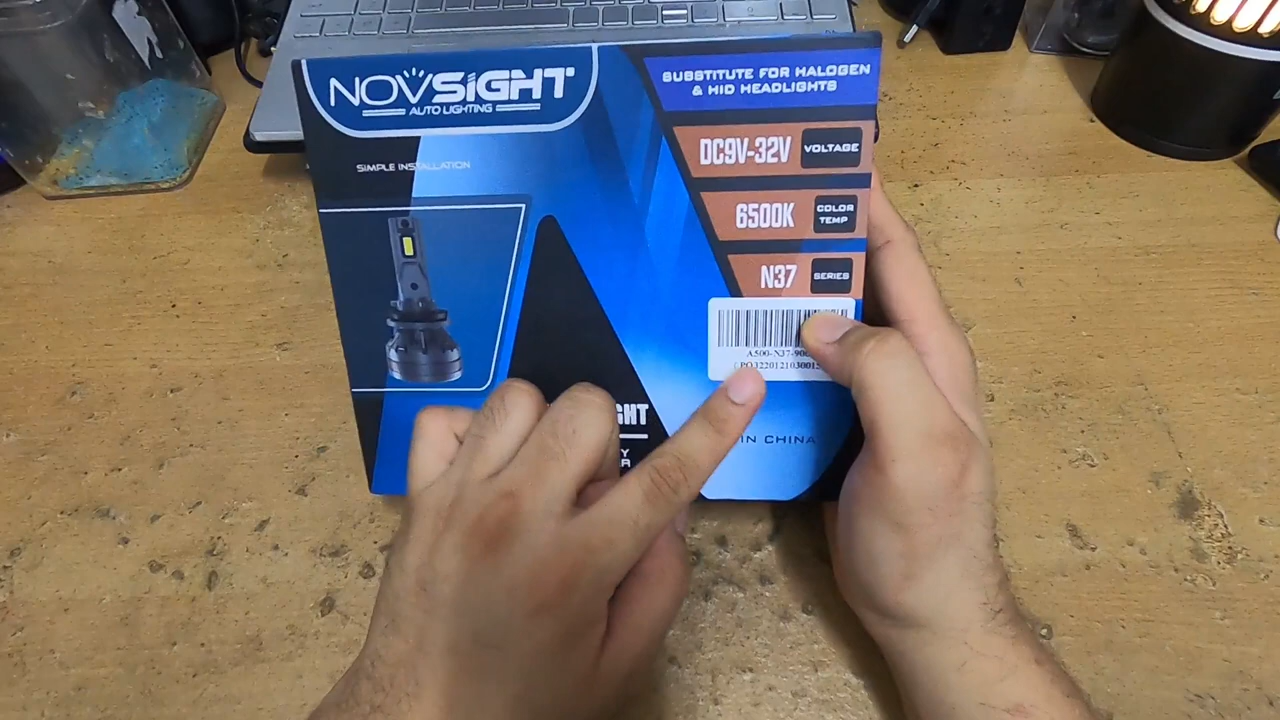 NOVSIGHT
AUTO LIGHTING
SIMPLE INSTALLATION
SUBSTITUTE FOR HALOGEN
& HID HEADLIGHTS
DC9V-32V VOLTAGE
6500K COLOR TEMP
N37 SERIES
IN CHINA